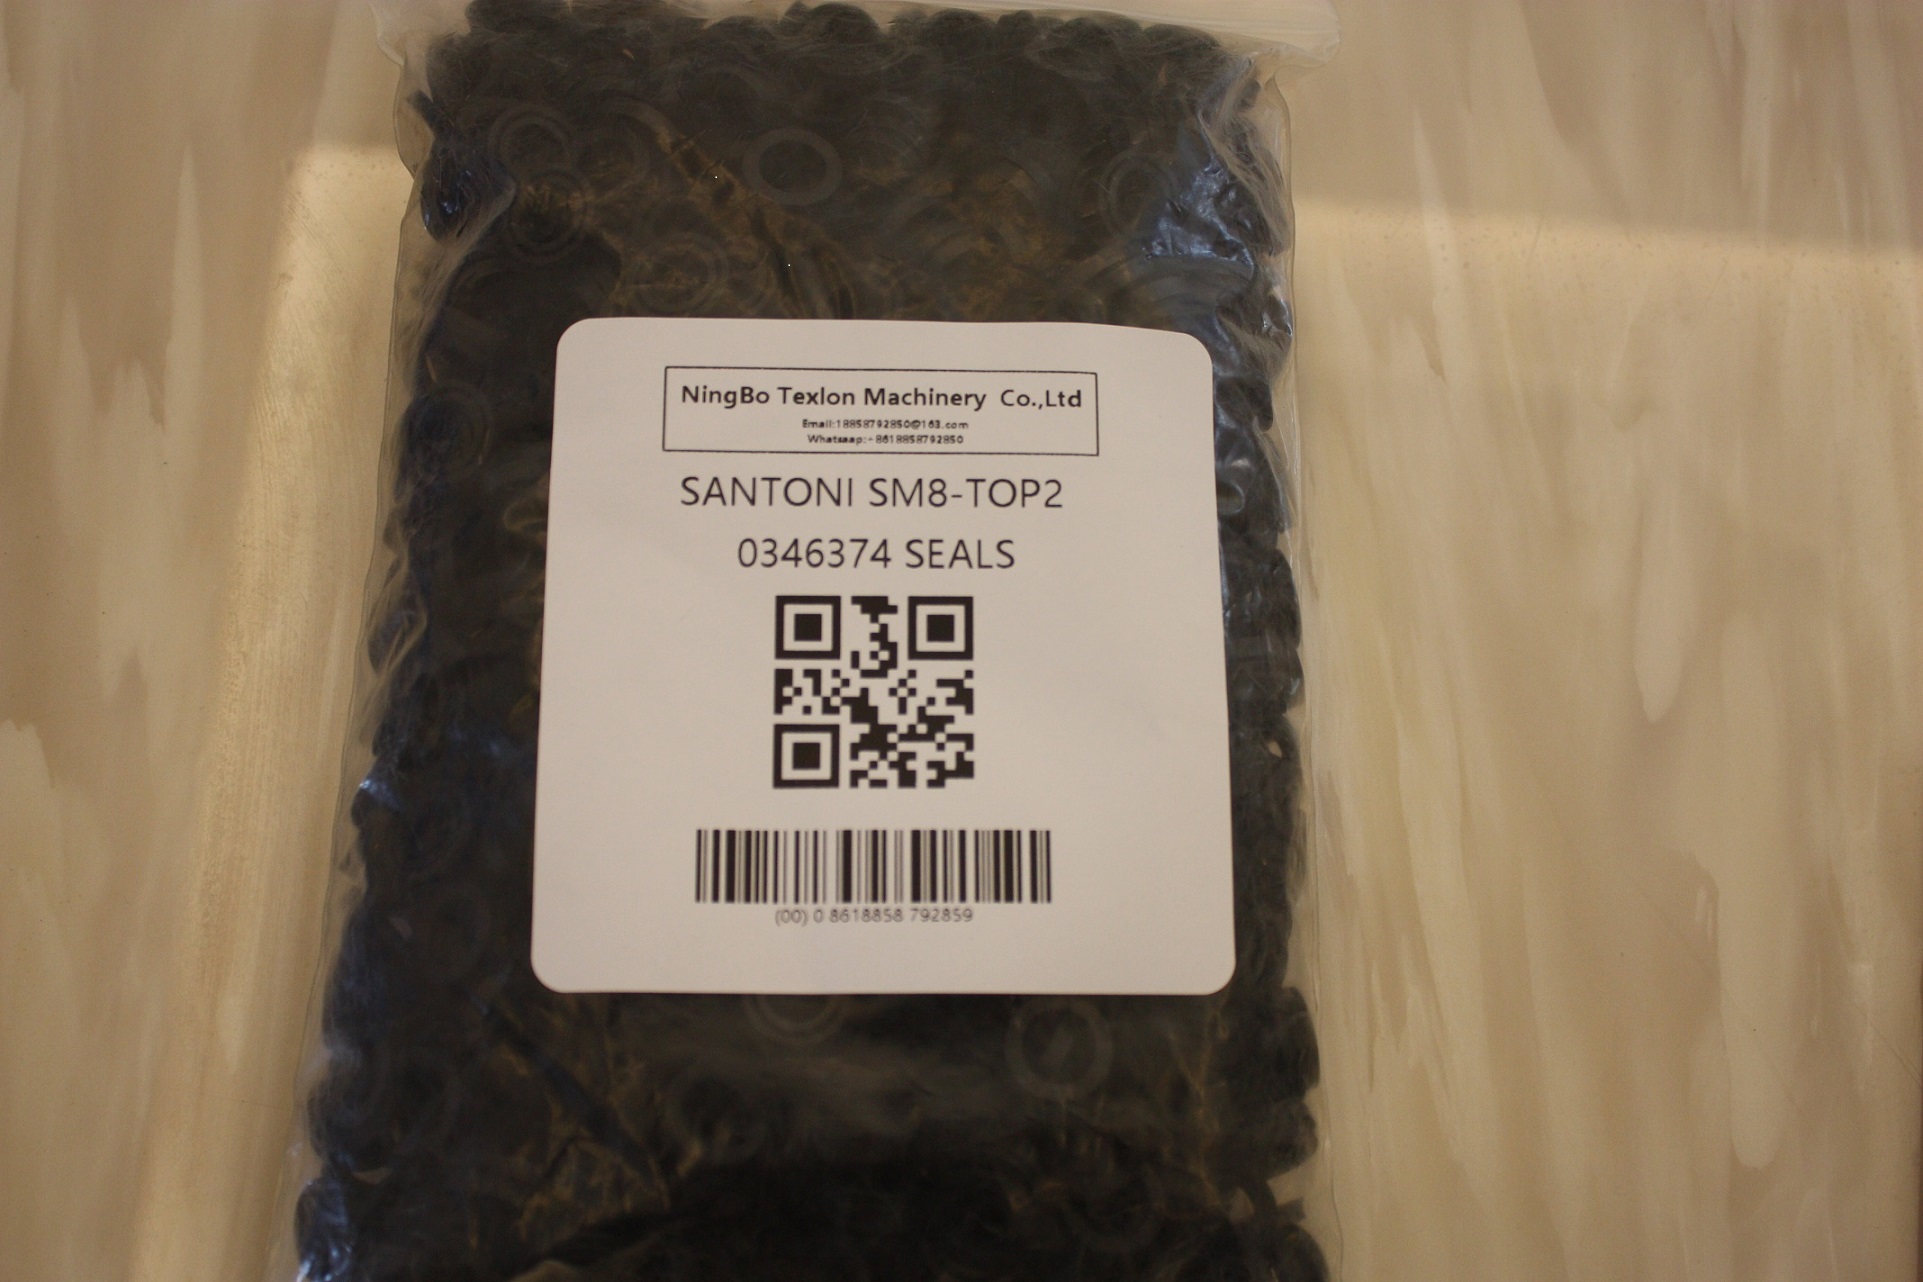 NingBo Texlon Machinery Co.,Ltd
Email:18858792850@163.com
Whatsaap:+8618858792850
SANTONI SM8-TOP2
0346374 SEALS
(00) 0 8618858 792859